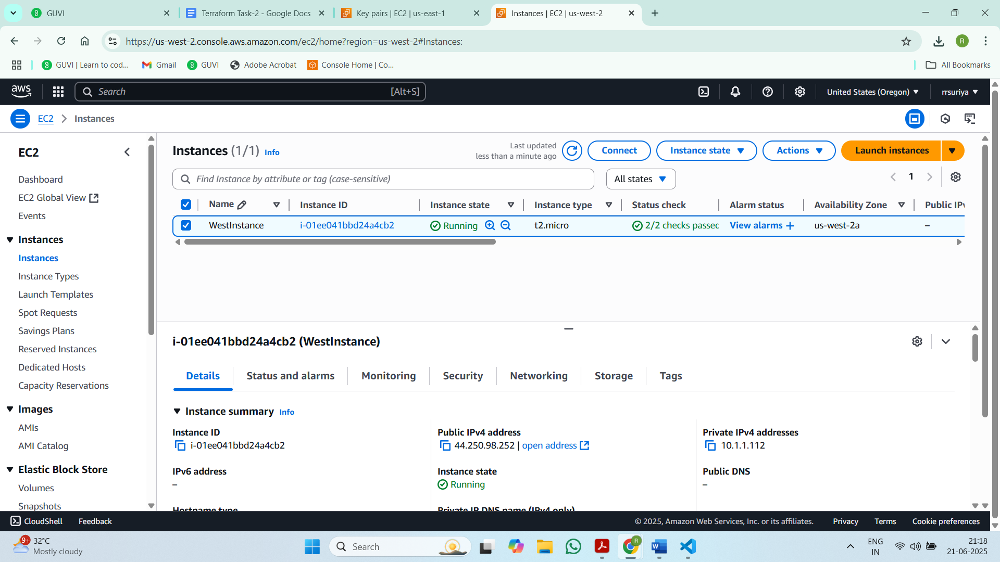 GUVI
Terraform Task-2 - Google Docs
Key pairs | EC2 | us-east-1
Instances | EC2 | us-west-2
https://us-west-2.console.aws.amazon.com/ec2/home?region=us-west-2#Instances:
R
GUVI | Learn to cod...
Gmail
GUVI
Adobe Acrobat
Console Home | Co...
All Bookmarks
aws
Search
[Alt+S]
United States (Oregon)
rrsuriya
EC2
Instances
EC2
Dashboard
EC2 Global View
Events
Instances
Instances
Instance Types
Launch Templates
Spot Requests
Savings Plans
Reserved Instances
Dedicated Hosts
Capacity Reservations
Images
AMIs
AMI Catalog
Elastic Block Store
Volumes
Snapshots
Instances (1/1) Info
Last updated
less than a minute ago
Connect
Instance state
Actions
Launch instances
Find Instance by attribute or tag (case-sensitive)
All states
1
Name
Instance ID
Instance state
Instance type
Status check
Alarm status
Availability Zone
Public IPv
WestInstance
i-01ee041bbd24a4cb2
Running
t2.micro
2/2 checks passed
View alarms +
us-west-2a
–
i-01ee041bbd24a4cb2 (WestInstance)
Details
Status and alarms
Monitoring
Security
Networking
Storage
Tags
Instance summary Info
Instance ID
i-01ee041bbd24a4cb2
Public IPv4 address
44.250.98.252 | open address
Private IPv4 addresses
10.1.1.112
IPv6 address
–
Instance state
Running
Public DNS
–
Hostname type
Private IP DNS name (IPv4 only)
CloudShell
Feedback
© 2025, Amazon Web Services, Inc. or its affiliates.
Privacy
Terms
Cookie preferences
9+
32°C
Mostly cloudy
Search
R
ENG
IN
21:18
21-06-2025